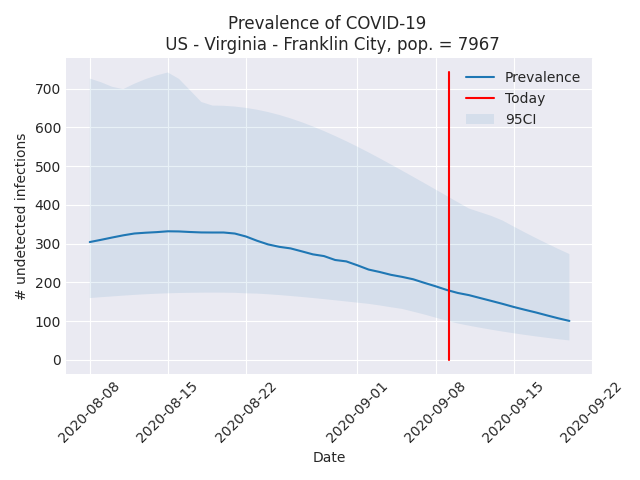 Prevalence of COVID-19
US - Virginia - Franklin City, pop. = 7967
Prevalence
Today
95CI
# undetected infections
700
600
500
400
300
200
100
0
2020-08-08
2020-08-15
2020-08-22
2020-09-01
2020-09-08
2020-09-15
2020-09-22
Date